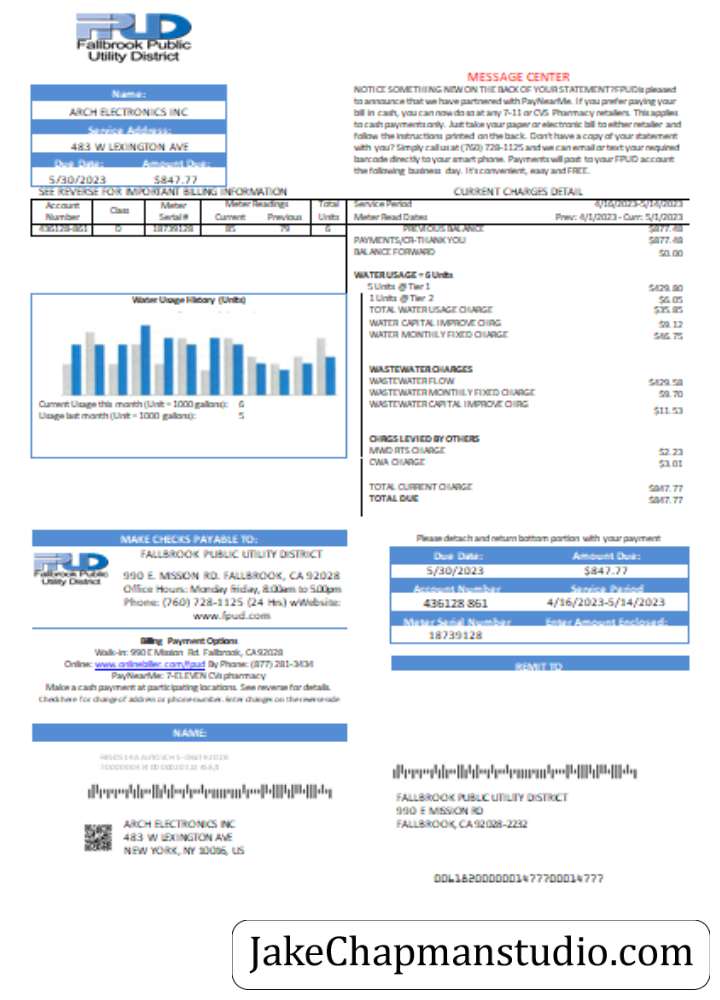 FPUD
Fallbrook Public
Utility District
Name:
ARCH ELECTRONICS INC
Service Address:
483 W LEXINGTON AVE
Due Date: Amount Due:
5/30/2023 $847.77
SEE REVERSE FOR IMPORTANT BILLING INFORMATION
Account Number Class Meter Serial# Meter Readings Current Previous Total Units
436128-861 D 18739128 85 79 6
Water Usage History (Units)
Current Usage this month (Unit = 1000 gallons): 6
Usage last month (Unit = 1000 gallons): 5
MESSAGE CENTER
NOTICE SOMETHING NEW ON THE BACK OF YOUR STATEMENT? FPUD is pleased
to announce that we have partnered with PayNearMe. If you prefer paying your
bill in cash, you can now do so at any 7-11 or CVS Pharmacy retailers. This applies
to cash payments only. Just take your paper or electronic bill to either retailer and
follow the instructions printed on the back. Don't have a copy of your statement
with you? Simply call us at (760) 728-1125 and we can email or text your required
barcode directly to your smart phone. Payments will post to your FPUD account
the following business day. It's convenient, easy and FREE.
CURRENT CHARGES DETAIL
Service Period 4/16/2023-5/14/2023
Meter Read Dates Prev: 4/1/2023 - Curr: 5/1/2023
PREVIOUS BALANCE $877.48
PAYMENTS/CR-THANK YOU $877.48
BALANCE FORWARD $0.00
WATER USAGE = 6 Units
5 Units @ Tier 1 $429.80
1 Units @ Tier 2 $6.05
TOTAL WATER USAGE CHARGE $35.85
WATER CAPITAL IMPROVE CHRG $9.12
WATER MONTHLY FIXED CHARGE $46.75
WASTEWATER CHARGES
WASTEWATER FLOW $429.58
WASTEWATER MONTHLY FIXED CHARGE $9.70
WASTEWATER CAPITAL IMPROVE CHRG $11.53
CHRGS LEVIED BY OTHERS
MWD RTS CHARGE $2.23
CWA CHARGE $3.01
TOTAL CURRENT CHARGE $847.77
TOTAL DUE $847.77
MAKE CHECKS PAYABLE TO:
FPUD
Fallbrook Public
Utility District
FALLBROOK PUBLIC UTILITY DISTRICT
990 E. MISSION RD. FALLBROOK, CA 92028
Office Hours: Monday friday, 8:00am to 5:00pm
Phone: (760) 728-1125 (24 Hrs) wWebsite:
www.fpud.com
Billing Payment Options
Walk-in: 990 E Mission Rd. Fallbrook, CA 92028
Online: www.onlinebiller.com/fpud By Phone: (877) 281-3434
PayNearMe: 7-ELEVEN CVs pharmacy
Make a cash payment at participating locations. See reverse for details.
Check here for change of address or phone number. Enter changes on the reverse side
NAME:
ARCH ELECTRONICS INC
483 W LEXINGTON AVE
NEW YORK, NY 10016, US
Please detach and return bottom portion with your payment
Due Date: Amount Due:
5/30/2023 $847.77
Account Number Service Period
436128-861 4/16/2023-5/14/2023
Meter Serial Number Enter Amount Enclosed:
18739128
REMIT TO
FALLBROOK PUBLIC UTILITY DISTRICT
990 E MISSION RD
FALLBROOK, CA 92028-2232
JakeChapmanstudio.com